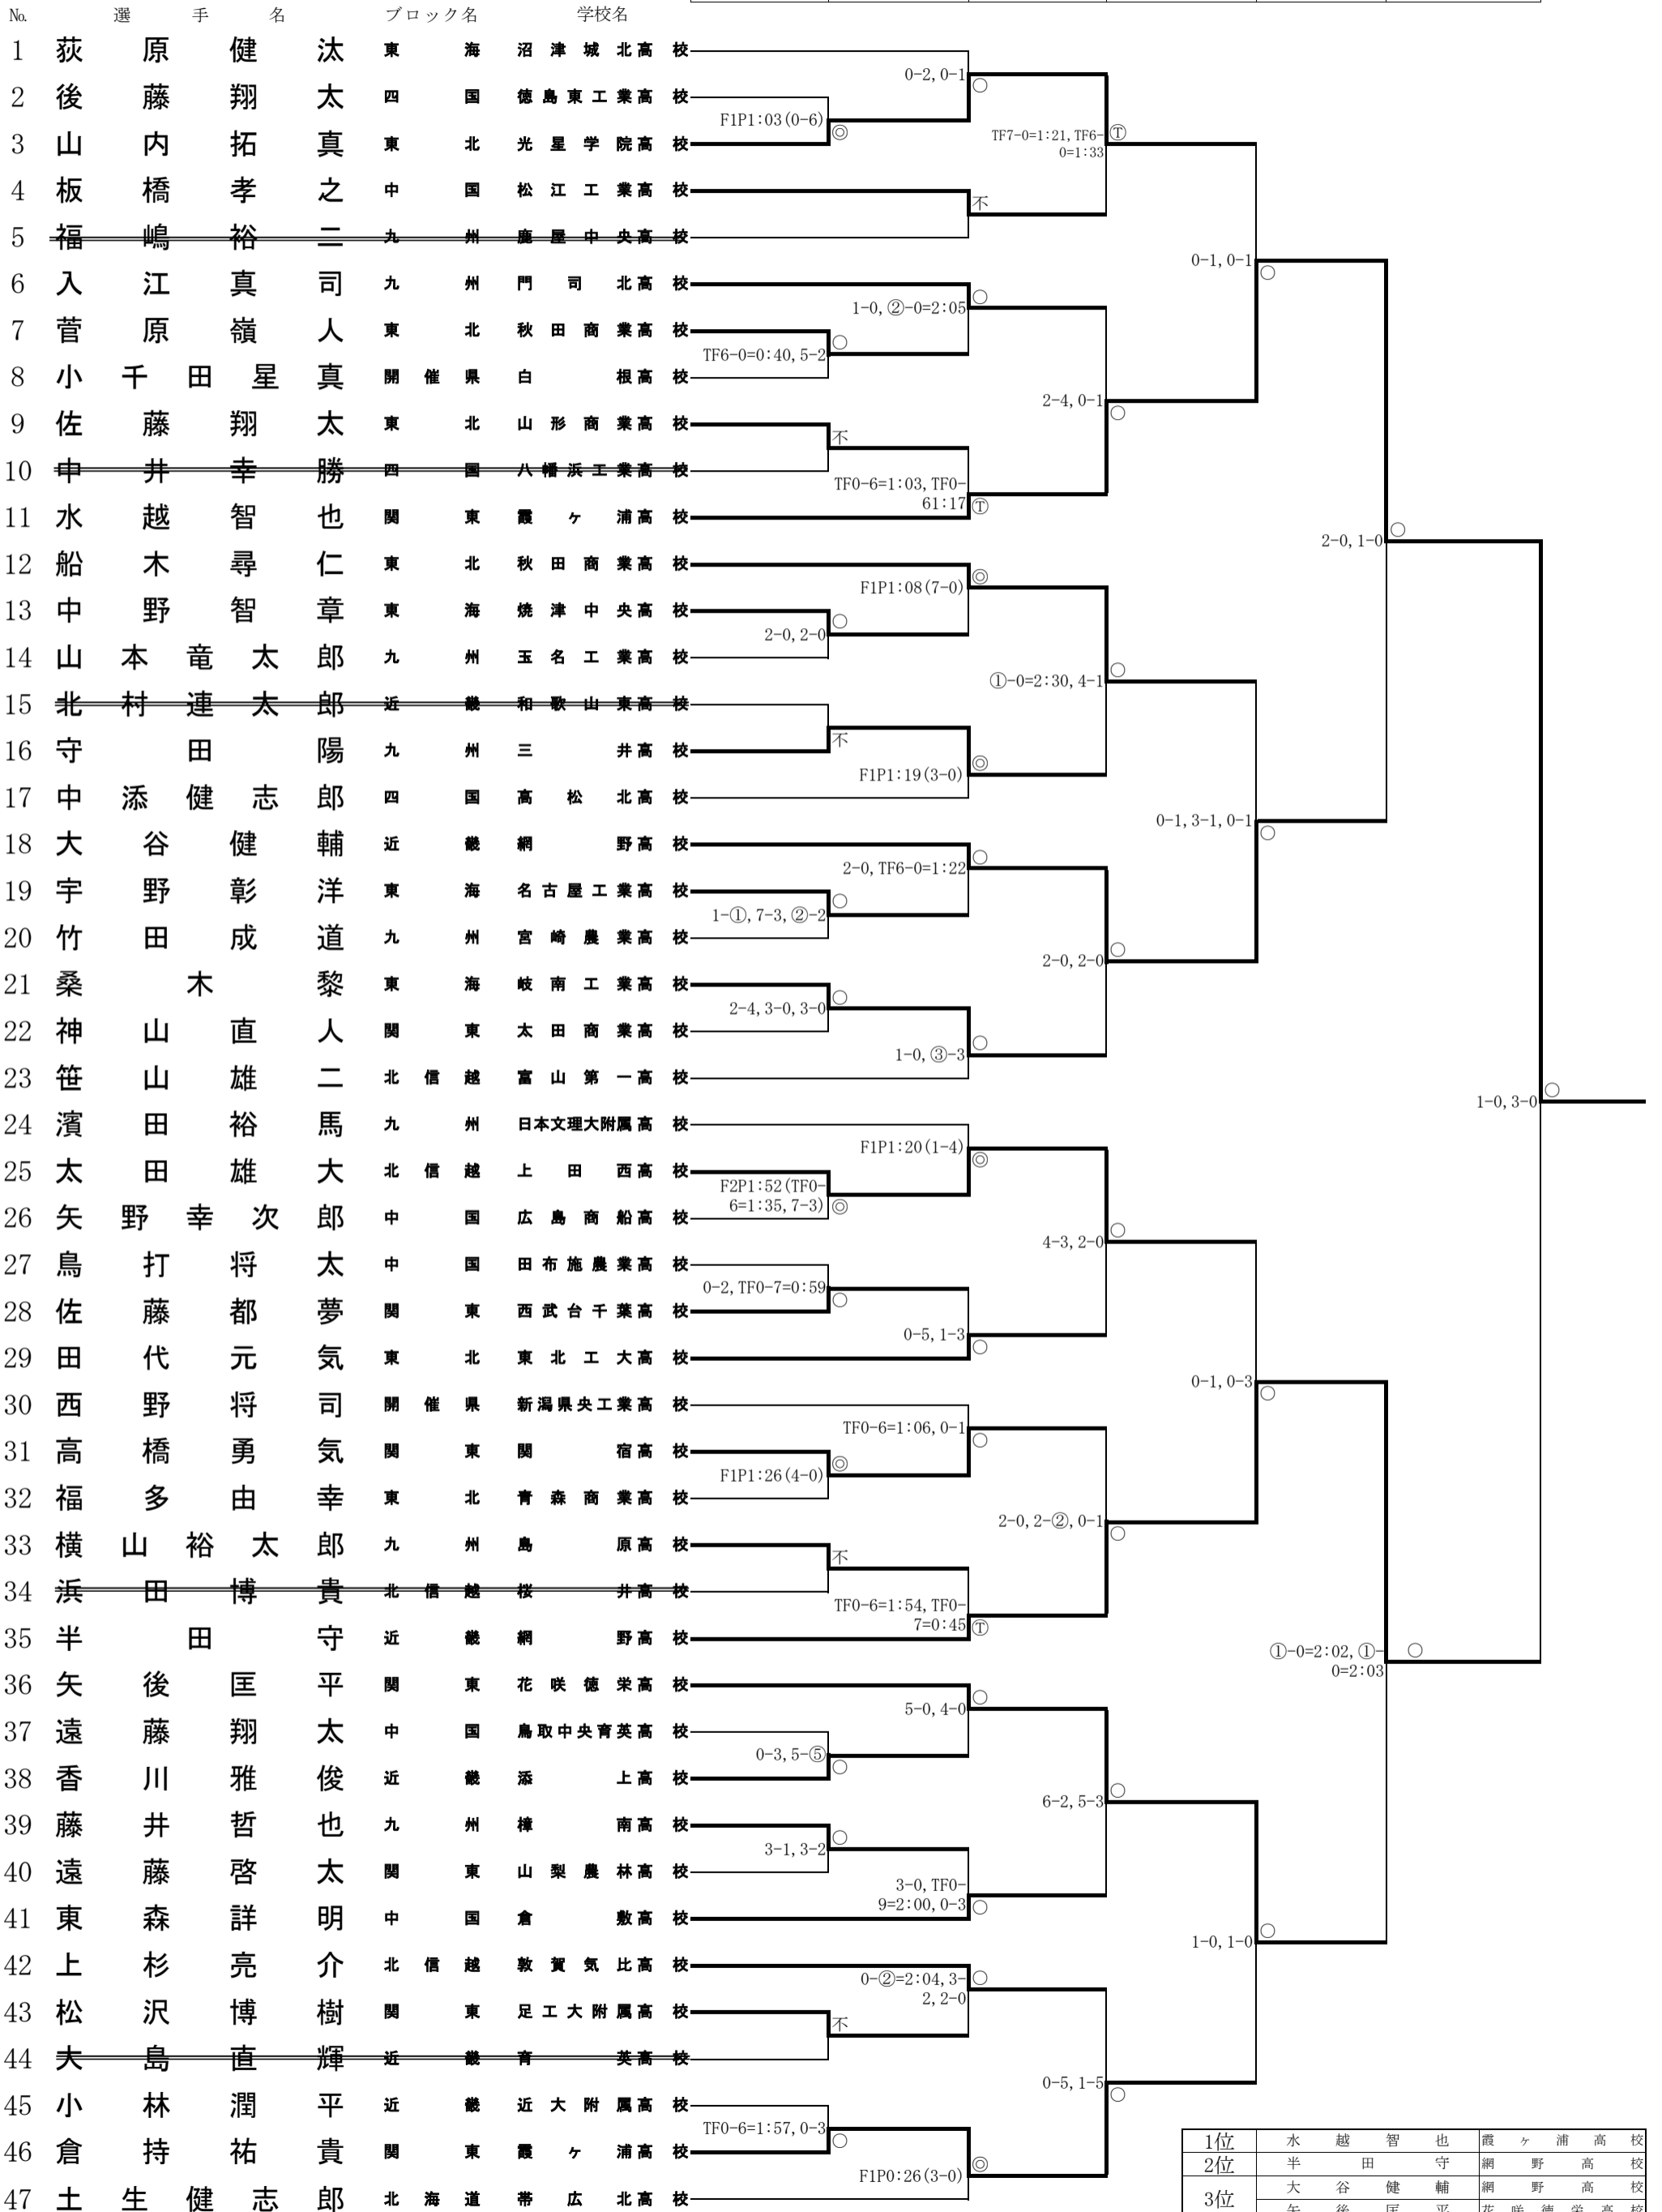 № 選手名 ブロック名 学校名
1 荻原健汰 東海 沼津城北高校
0-2,0-1
2 後藤翔太 四国 徳島東工業高校
F1P1:03(0-6) ◎
3 山内拓真 東北 光星学院高校
TF7-0=1:21,TF6-
0=1:33 Ⓣ
4 板橋孝之 中国 松江工業高校
不
5 福嶋裕二 九州 鹿屋中央高校
0-1,0-1 ○
6 入江真司 九州 門司北高校
1-0,②-0=2:05 ○
7 菅原嶺人 東北 秋田商業高校
TF6-0=0:40,5-2 ○
8 小千田星真 開催県 白根高校
2-4,0-1 ○
9 佐藤翔太 東北 山形商業高校
不
10 中井幸勝 四国 八幡浜工業高校
TF0-6=1:03,TF0-
61:17 Ⓣ
11 水越智也 関東 霞ヶ浦高校
2-0,1-0 ○
12 船木尋仁 東北 秋田商業高校
F1P1:08(7-0) ◎
13 中野智章 東海 焼津中央高校
2-0,2-0 ○
14 山本竜太郎 九州 玉名工業高校
①-0=2:30,4-1 ○
15 北村連太郎 近畿 和歌山東高校
不
16 守田陽 九州 三井高校
F1P1:19(3-0) ◎
17 中添健志郎 四国 高松北高校
0-1,3-1,0-1 ○
18 大谷健輔 近畿 網野高校
2-0,TF6-0=1:22 ○
19 宇野彰洋 東海 名古屋工業高校
1-①,7-3,②-2 ○
20 竹田成道 九州 宮崎農業高校
2-0,2-0 ○
21 桑木黎 東海 岐南工業高校
2-4,3-0,3-0 ○
22 神山直人 関東 太田商業高校
1-0,③-3 ○
23 笹山雄二 北信越 富山第一高校
1-0,3-0 ○
24 濱田裕馬 九州 日本文理大附属高校
F1P1:20(1-4) ◎
25 太田雄大 北信越 上田西高校
F2P1:52(TF0-
6=1:35,7-3) ◎
26 矢野幸次郎 中国 広島商船高校
4-3,2-0 ○
27 鳥打将太 中国 田布施農業高校
0-2,TF0-7=0:59 ○
28 佐藤都夢 関東 西武台千葉高校
0-5,1-3 ○
29 田代元気 東北 東北工大高校
0-1,0-3 ○
30 西野将司 開催県 新潟県央工業高校
TF0-6=1:06,0-1 ○
31 高橋勇気 関東 関宿高校
F1P1:26(4-0) ◎
32 福多由幸 東北 青森商業高校
2-0,2-②,0-1 ○
33 横山裕太郎 九州 島原高校
不
34 浜田博貴 北信越 桜井高校
TF0-6=1:54,TF0-
7=0:45 Ⓣ
35 半田守 近畿 網野高校
①-0=2:02,①-
0=2:03 ○
36 矢後匡平 関東 花咲徳栄高校
5-0,4-0 ○
37 遠藤翔太 中国 鳥取中央育英高校
0-3,5-⑤ ○
38 香川雅俊 近畿 添上高校
6-2,5-3 ○
39 藤井哲也 九州 樟南高校
3-1,3-2 ○
40 遠藤啓太 関東 山梨農林高校
3-0,TF0-
9=2:00,0-3 ○
41 東森詳明 中国 倉敷高校
1-0,1-0 ○
42 上杉亮介 北信越 敦賀気比高校
0-②=2:04,3-
2,2-0 ○
43 松沢博樹 関東 足工大附属高校
不
44 大島直輝 近畿 育英高校
0-5,1-5 ○
45 小林潤平 近畿 近大附属高校
TF0-6=1:57,0-3 ○
46 倉持祐貴 関東 霞ヶ浦高校
F1P0:26(3-0) ◎
47 土生健志郎 北海道 帯広北高校
1位 水越智也 霞ヶ浦高校
2位 半田守 網野高校
3位 大谷健輔 網野高校
矢後匡平 花咲徳栄高校